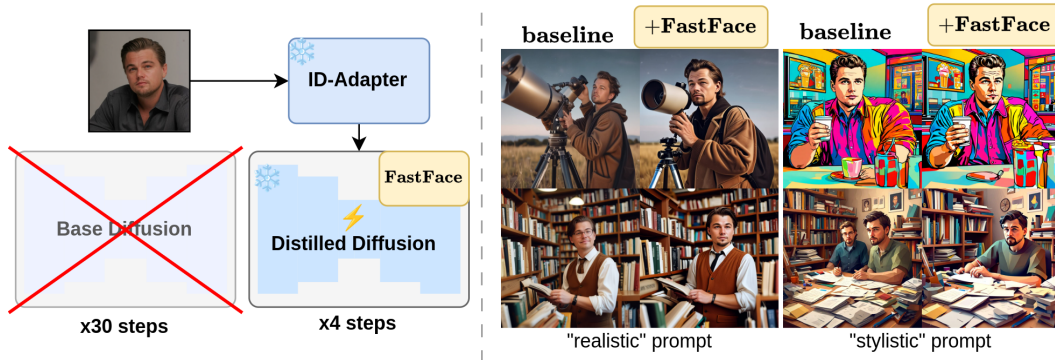 ID-Adapter
Base Diffusion
x30 steps
FastFace
Distilled Diffusion
x4 steps
baseline
+FastFace
baseline
+FastFace
"realistic" prompt
"stylistic" prompt